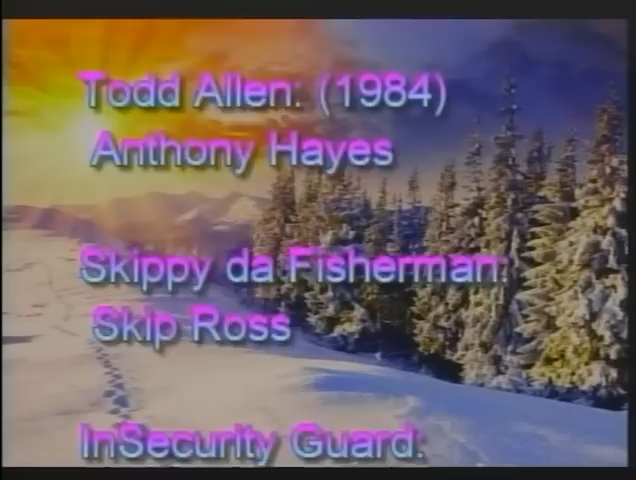 Todd Allen: (1984)
Anthony Hayes
Skippy da Fisherman:
Skip Ross
InSecurity Guard: